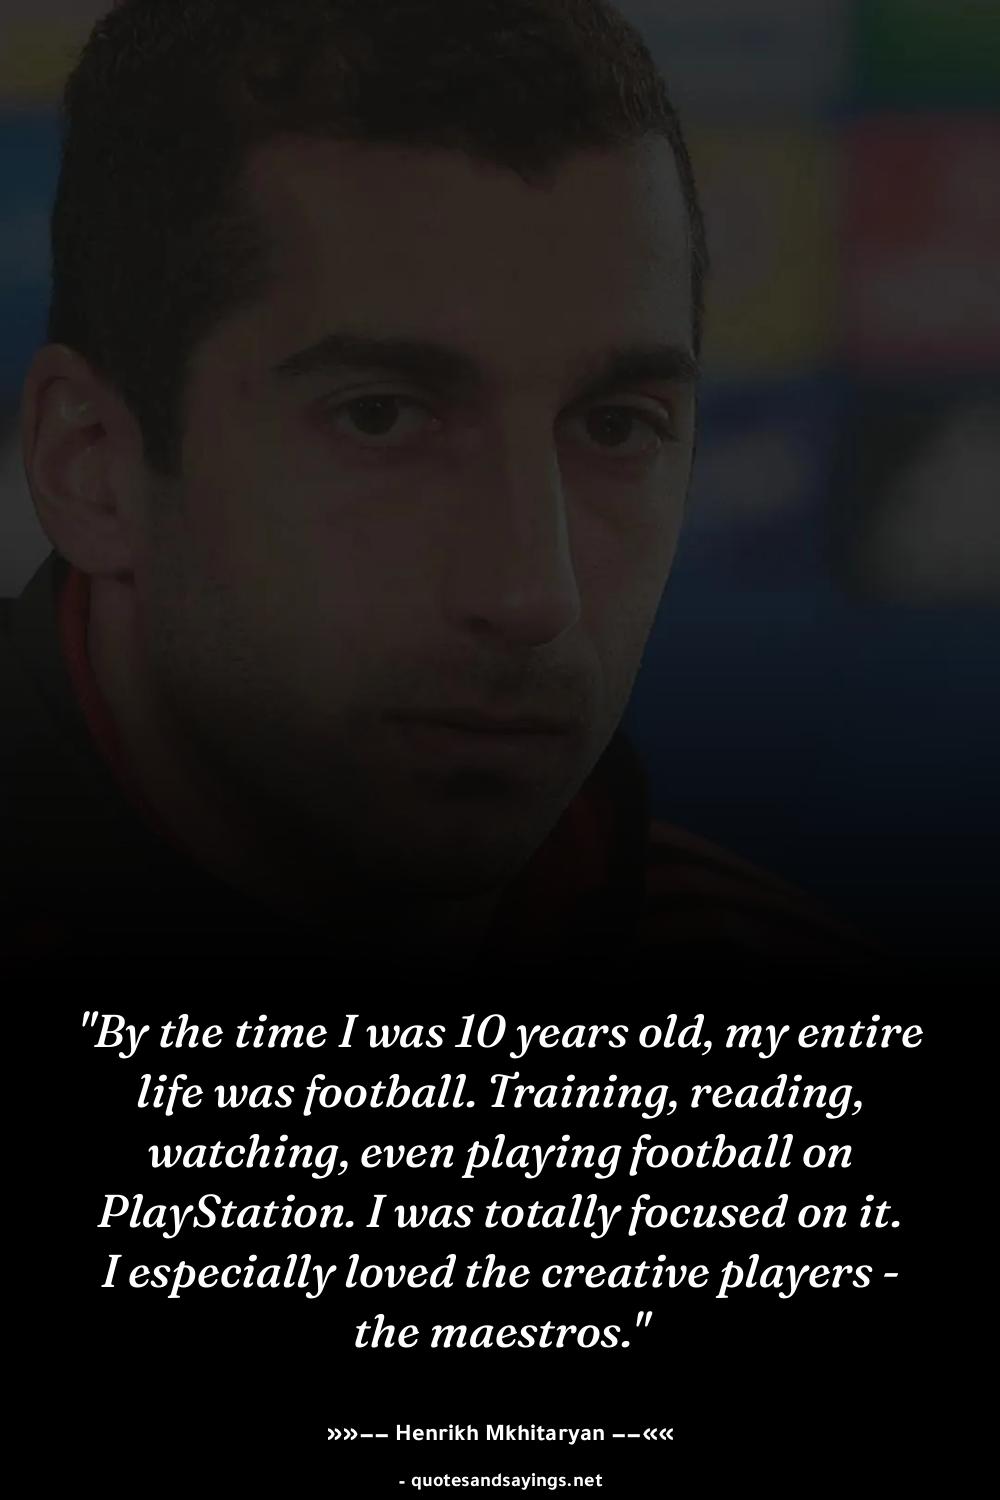 "By the time I was 10 years old, my entire
life was football. Training, reading,
watching, even playing football on
PlayStation. I was totally focused on it.
I especially loved the creative players -
the maestros."
»»–– Henrikh Mkhitaryan ––««
- quotesandsayings.net